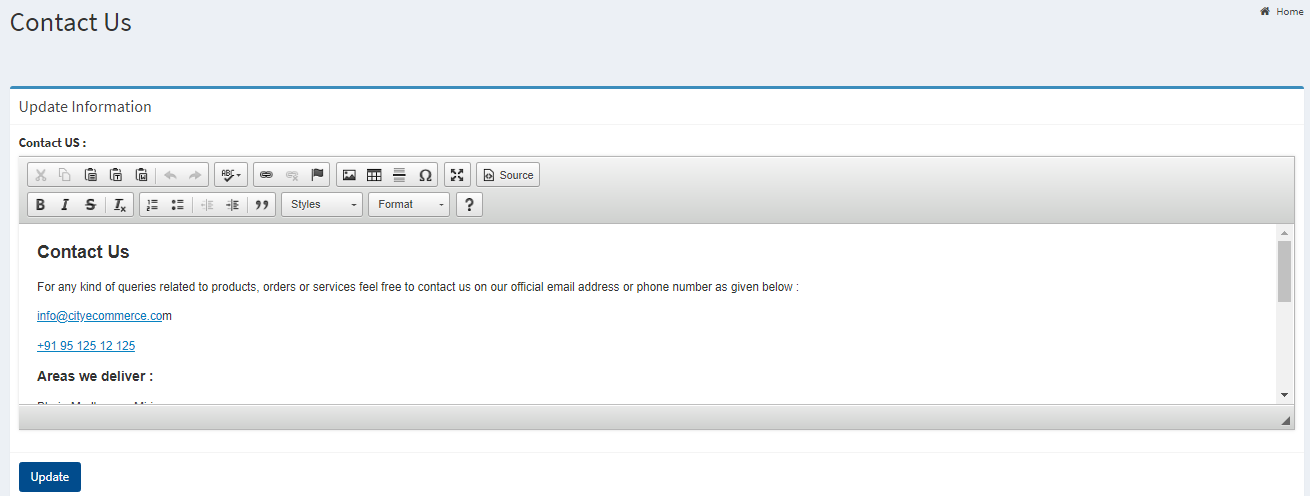 Contact Us
Home
Update Information
Contact US :
Source
Styles
Format
Contact Us
For any kind of queries related to products, orders or services feel free to contact us on our official email address or phone number as given below :
info@cityecommerce.com
+91 95 125 12 125
Areas we deliver :
Update